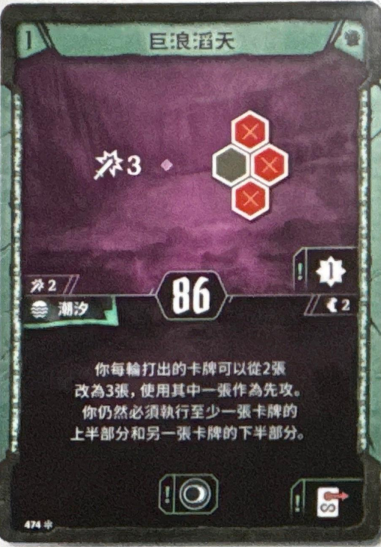 1 巨浪滔天
3
1
2 86 2
潮汐
你每輪打出的卡牌可以從2張
改為3張，使用其中一張作為先攻。
你仍然必須執行至少一張卡牌的
上半部分和另一張卡牌的下半部分。
! !
474